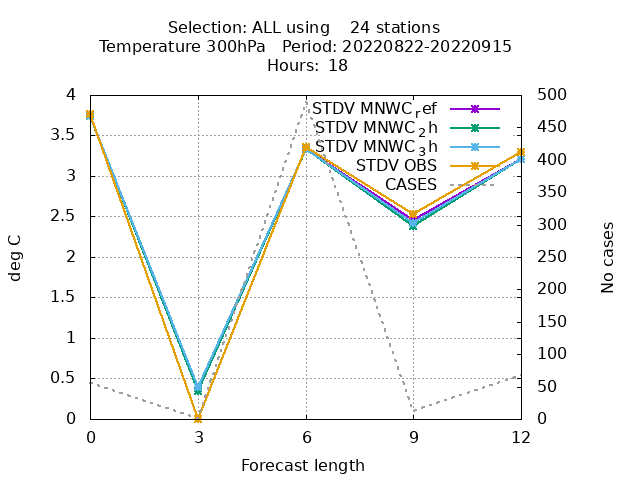 Selection: ALL using    24 stations
Temperature 300hPa   Period: 20220822-20220915
Hours:  18
STDV MNWC_ref
STDV MNWC_2h
STDV MNWC_3h
STDV OBS
CASES
4
3.5
3
2.5
2
1.5
1
0.5
0
500
450
400
350
300
250
200
150
100
50
0
deg C
No cases
0 3 6 9 12
Forecast length